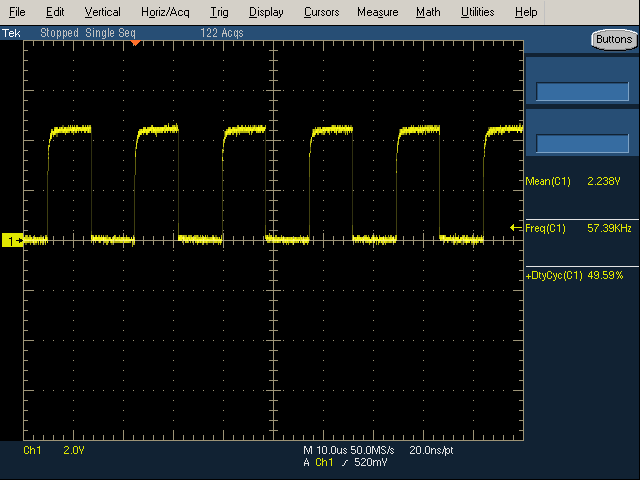 File Edit Vertical Horiz/Acq Trig Display Cursors Measure Math Utilities Help
Tek Stopped Single Seq 122 Acqs Buttons
Mean(C1) 2.238V
1
Freq(C1) 57.39KHz
+DtyCyc(C1) 49.59%
Ch1 2.0V M 10.0us 50.0MS/s 20.0ns/pt
A Ch1 520mV